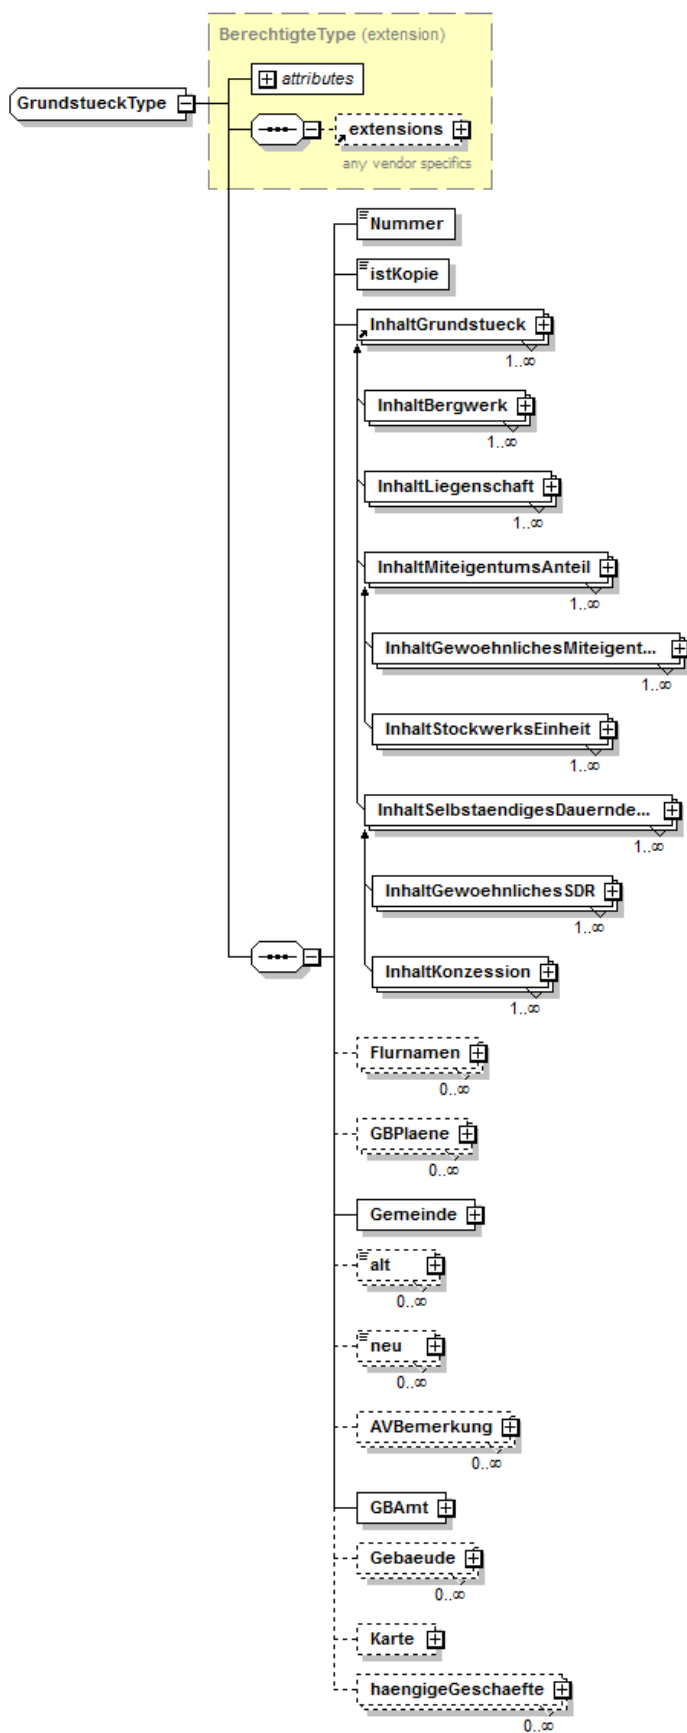 BerechtigteType (extension)
attributes
GrundstueckType
extensions
any vendor specifics
Nummer
istKopie
InhaltGrundstueck
1..∞
InhaltBergwerk
1..∞
InhaltLiegenschaft
1..∞
InhaltMiteigentumsAnteil
1..∞
InhaltGewoehnlichesMiteigent...
1..∞
InhaltStockwerksEinheit
1..∞
InhaltSelbstaendigesDauernde...
1..∞
InhaltGewoehnlichesSDR
1..∞
InhaltKonzession
1..∞
Flurnamen
0..∞
GBPlaene
0..∞
Gemeinde
alt
0..∞
neu
0..∞
AVBemerkung
0..∞
GBAmt
Gebaeude
0..∞
Karte
haengigeGeschaefte
0..∞